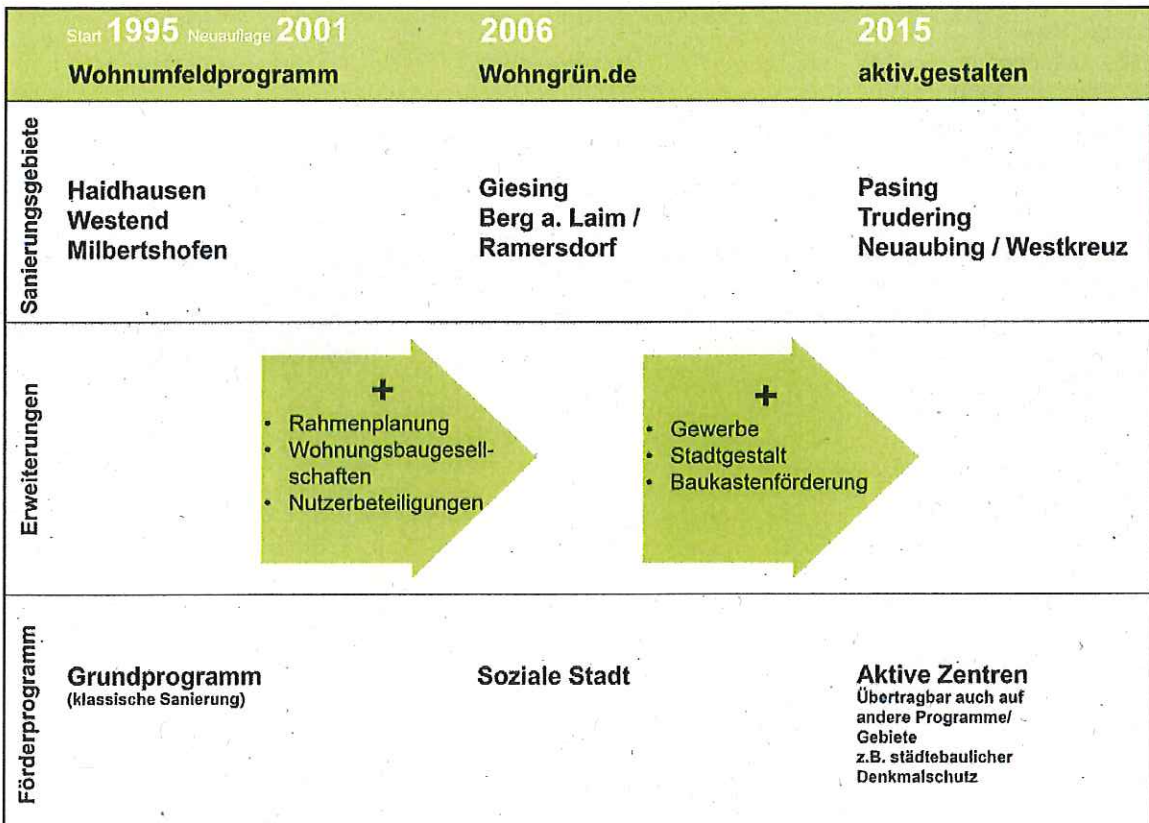 Start 1995 Neuauflage 2001
2006
2015
Wohnumfeldprogramm
Wohngrün.de
aktiv.gestalten
Sanierungsgebiete
Haidhausen
Westend
Milbertshofen
Giesing
Berg a. Laim /
Ramersdorf
Pasing
Trudering
Neuaubing / Westkreuz
Erweiterungen
+
• Rahmenplanung
• Wohnungsbaugesell-
schaften
• Nutzerbeteiligungen
+
• Gewerbe
• Stadtgestalt
• Baukastenförderung
Förderprogramm
Grundprogramm
(klassische Sanierung)
Soziale Stadt
Aktive Zentren
Übertragbar auch auf
andere Programme/
Gebiete
z.B. städtebaulicher
Denkmalschutz